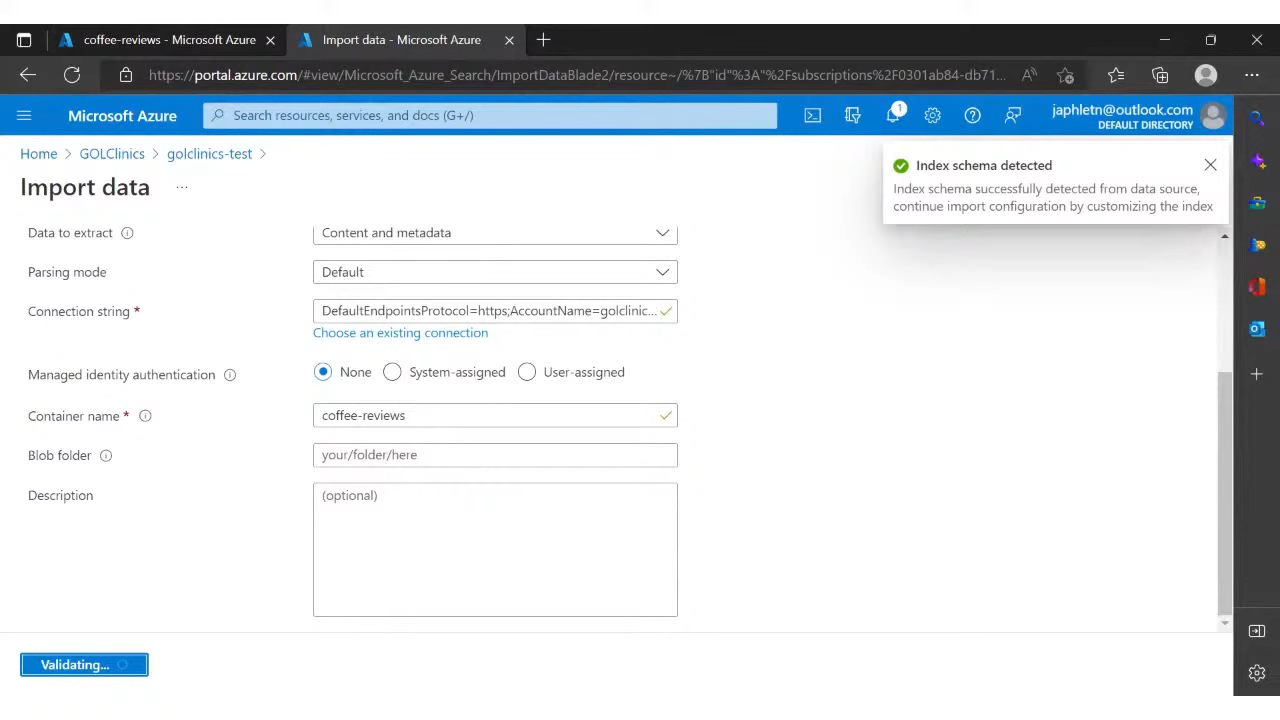 coffee-reviews - Microsoft Azure
Import data - Microsoft Azure
https://portal.azure.com/#view/Microsoft_Azure_Search/ImportDataBlade2/resource~/%7B"id"%3A"%2Fsubscriptions%2F0301ab84-db71...
Microsoft Azure
Search resources, services, and docs (G+/)
1
japhletn@outlook.com
DEFAULT DIRECTORY
Home > GOLClinics > golclinics-test >
Import data ...
Index schema detected
Index schema successfully detected from data source,
continue import configuration by customizing the index
Data to extract
Content and metadata
Parsing mode
Default
Connection string *
DefaultEndpointsProtocol=https;AccountName=golclinic...
Choose an existing connection
Managed identity authentication
None
System-assigned
User-assigned
Container name *
coffee-reviews
Blob folder
your/folder/here
Description
(optional)
Validating...